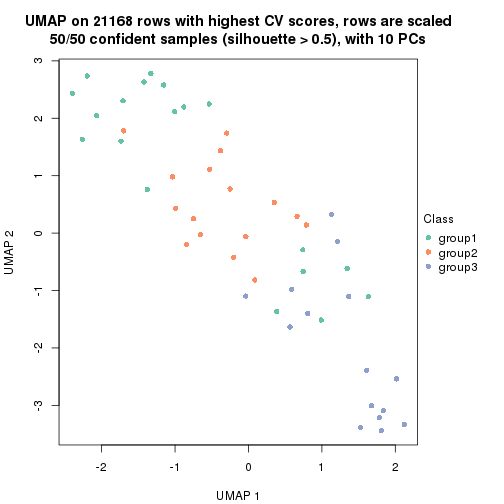 UMAP on 21168 rows with highest CV scores, rows are scaled
50/50 confident samples (silhouette > 0.5), with 10 PCs
3
2
1
0
-1
-2
-3
UMAP 2
-2
-1
0
1
2
UMAP 1
Class
group1
group2
group3